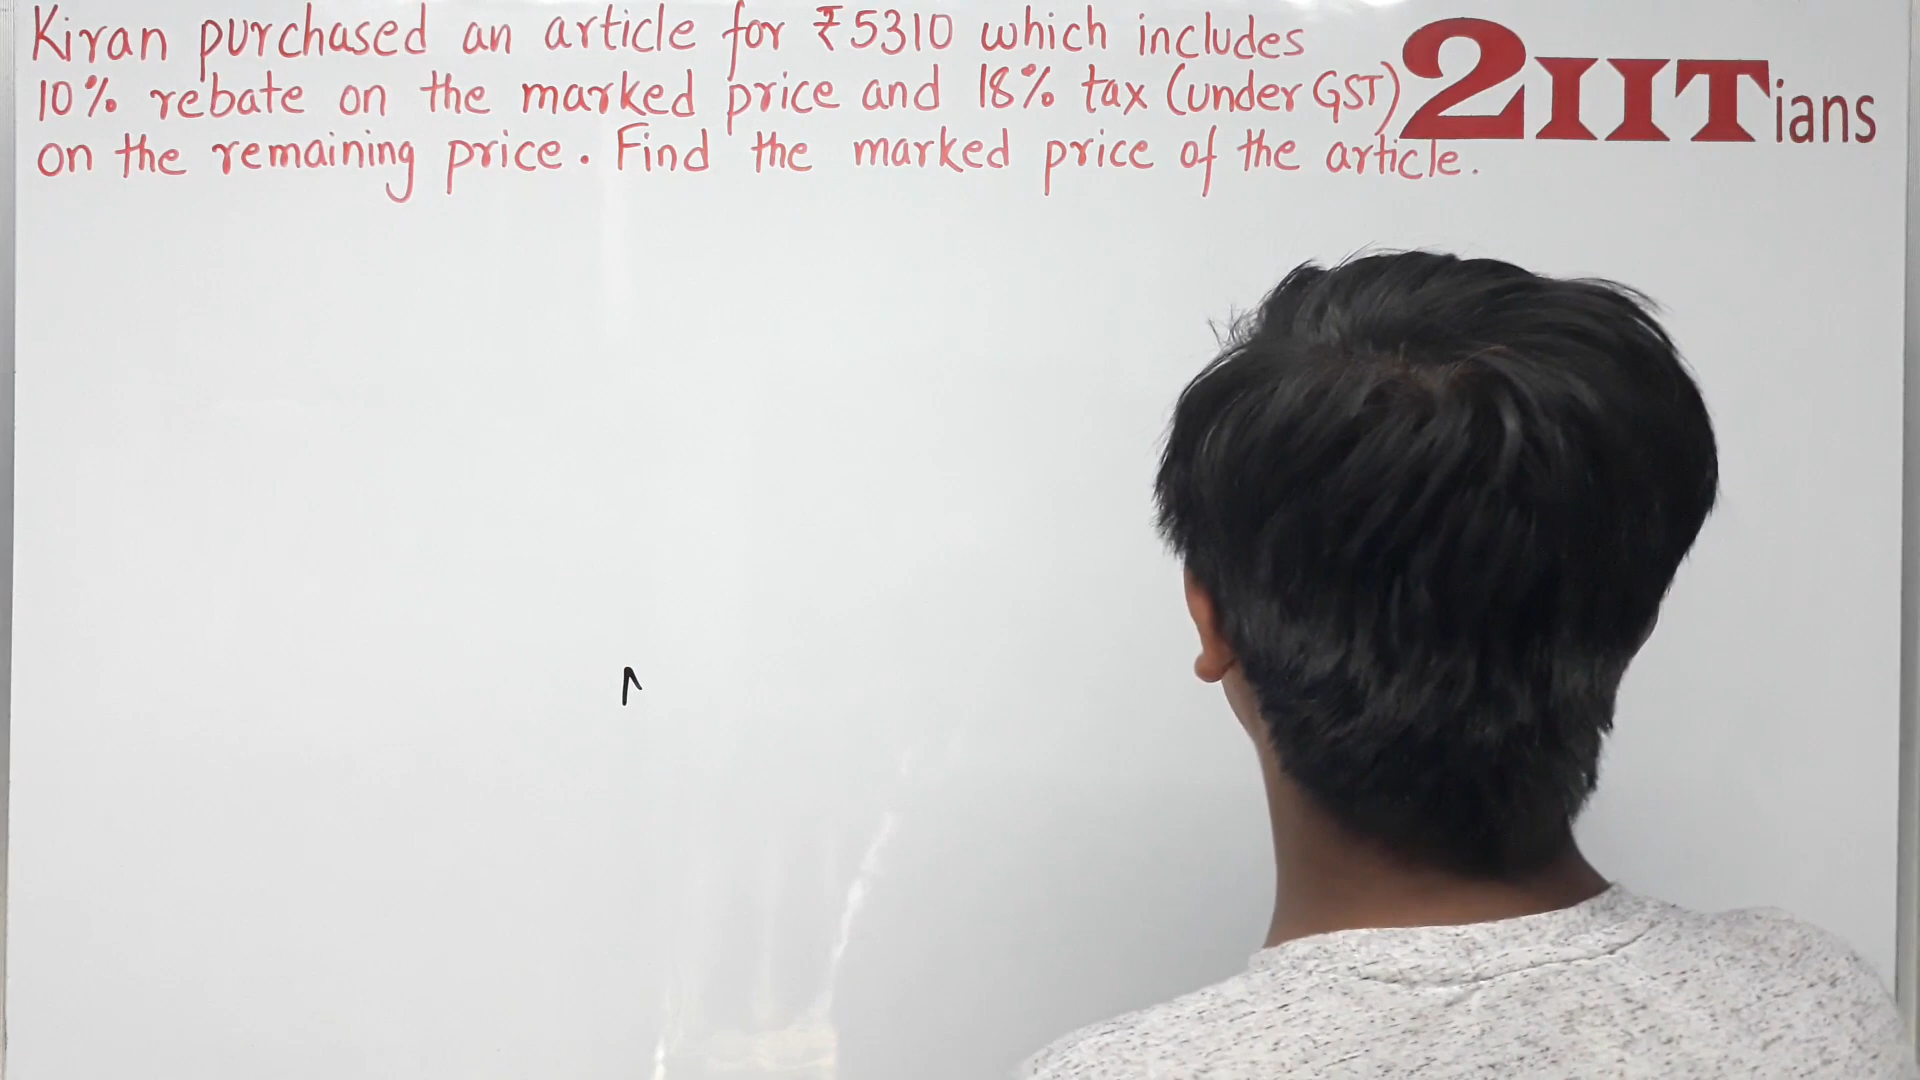 Kiran purchased an article for ₹5310 which includes
10% rebate on the marked price and 18% tax (under GST)
on the remaining price. Find the marked price of the article.
2IITians